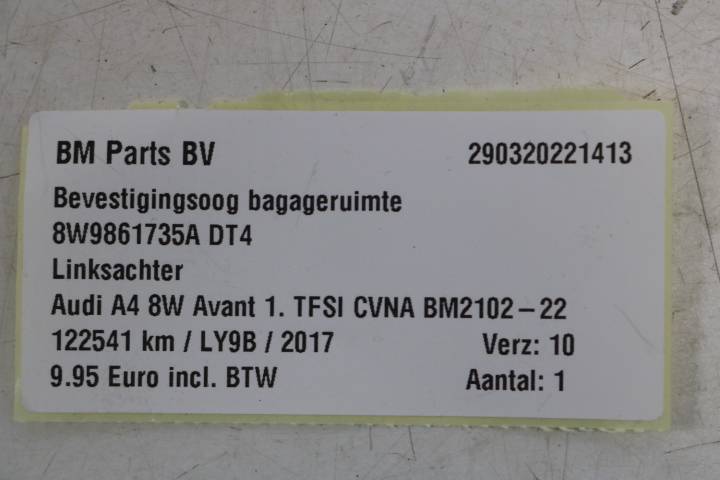 BM Parts BV 290320221413
Bevestigingsoog bagageruimte
8W9861735A DT4
Linksachter
Audi A4 8W Avant 1. TFSI CVNA BM2102-22
122541 km / LY9B / 2017 Verz: 10
9.95 Euro incl. BTW Aantal: 1